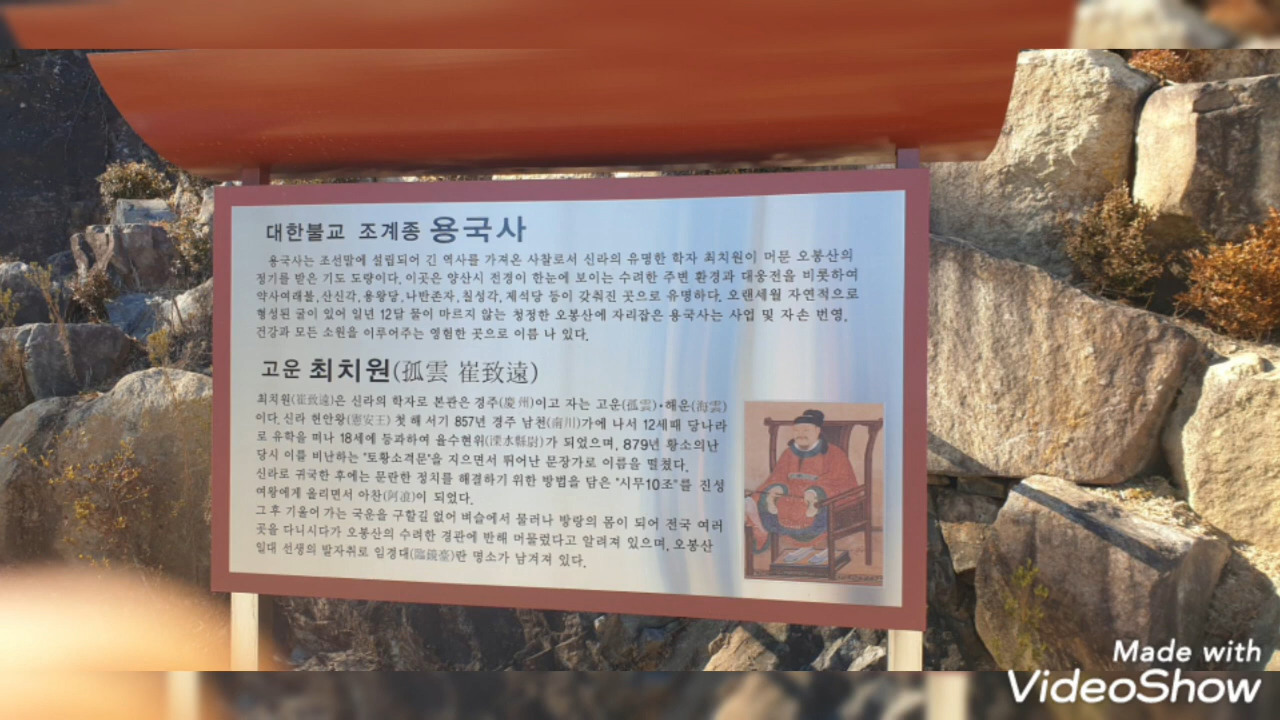 대한불교 조계종 용국사
용국사는 조선말에 설립되어 긴 역사를 가져온 사찰로서 신라의 유명한 학자 최치원이 머문 오봉산의
정기를 받은 기도 도량이다. 이곳은 양산시 전경이 한눈에 보이는 수려한 주변 환경과 대웅전을 비롯하여
약사여래불, 산신각, 용왕당, 나반존자, 칠성각, 제석당 등이 갖춰진 곳으로 유명하다. 오랜세월 자연적으로
형성된 굴이 있어 일년 12달 물이 마르지 않는 청정한 오봉산에 자리잡은 용국사는 사업 및 자손 번영,
건강과 모든 소원을 이루어주는 영험한 곳으로 이름 나 있다.
고운 최치원(孤雲 崔致遠)
최치원(崔致遠)은 신라의 학자로 본관은 경주(慶州)이고 자는 고운(孤雲)·해운(海雲)
이다. 신라 헌안왕(憲安王) 첫 해 서기 857년 경주 남천(南川)가에 나서 12세때 당나라
로 유학을 떠나 18세에 등과하여 율수현위(溧水縣尉)가 되었으며, 879년 황소의난
당시 이를 비난하는 "토황소격문"을 지으면서 뛰어난 문장가로 이름을 떨쳤다.
신라로 귀국한 후에는 문란한 정치를 해결하기 위한 방법을 담은 "시무10조"를 진성
여왕에게 올리면서 아찬(阿湌)이 되었다.
그 후 기울어 가는 국운을 구할길 없어 벼슬에서 물러나 방랑의 몸이 되어 전국 여러
곳을 다니시다가 오봉산의 수려한 경관에 반해 머물렀다고 알려져 있으며, 오봉산
일대 선생의 발자취로 임경대(臨鏡臺)란 명소가 남겨져 있다.
Made with
VideoShow